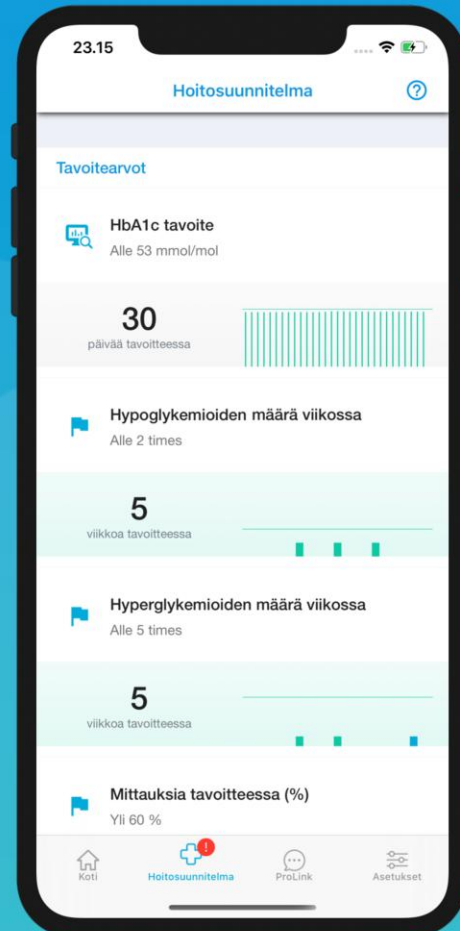 23.15
Hoitosuunnitelma
Tavoitearvot
HbA1c tavoite
Alle 53 mmol/mol
30
päivää tavoitteessa
Hypoglykemioiden määrä viikossa
Alle 2 times
5
viikkoa tavoitteessa
Hyperglykemioiden määrä viikossa
Alle 5 times
5
viikkoa tavoitteessa
Mittauksia tavoitteessa (%)
Yli 60 %
Koti
Hoitosuunnitelma
ProLink
Asetukset